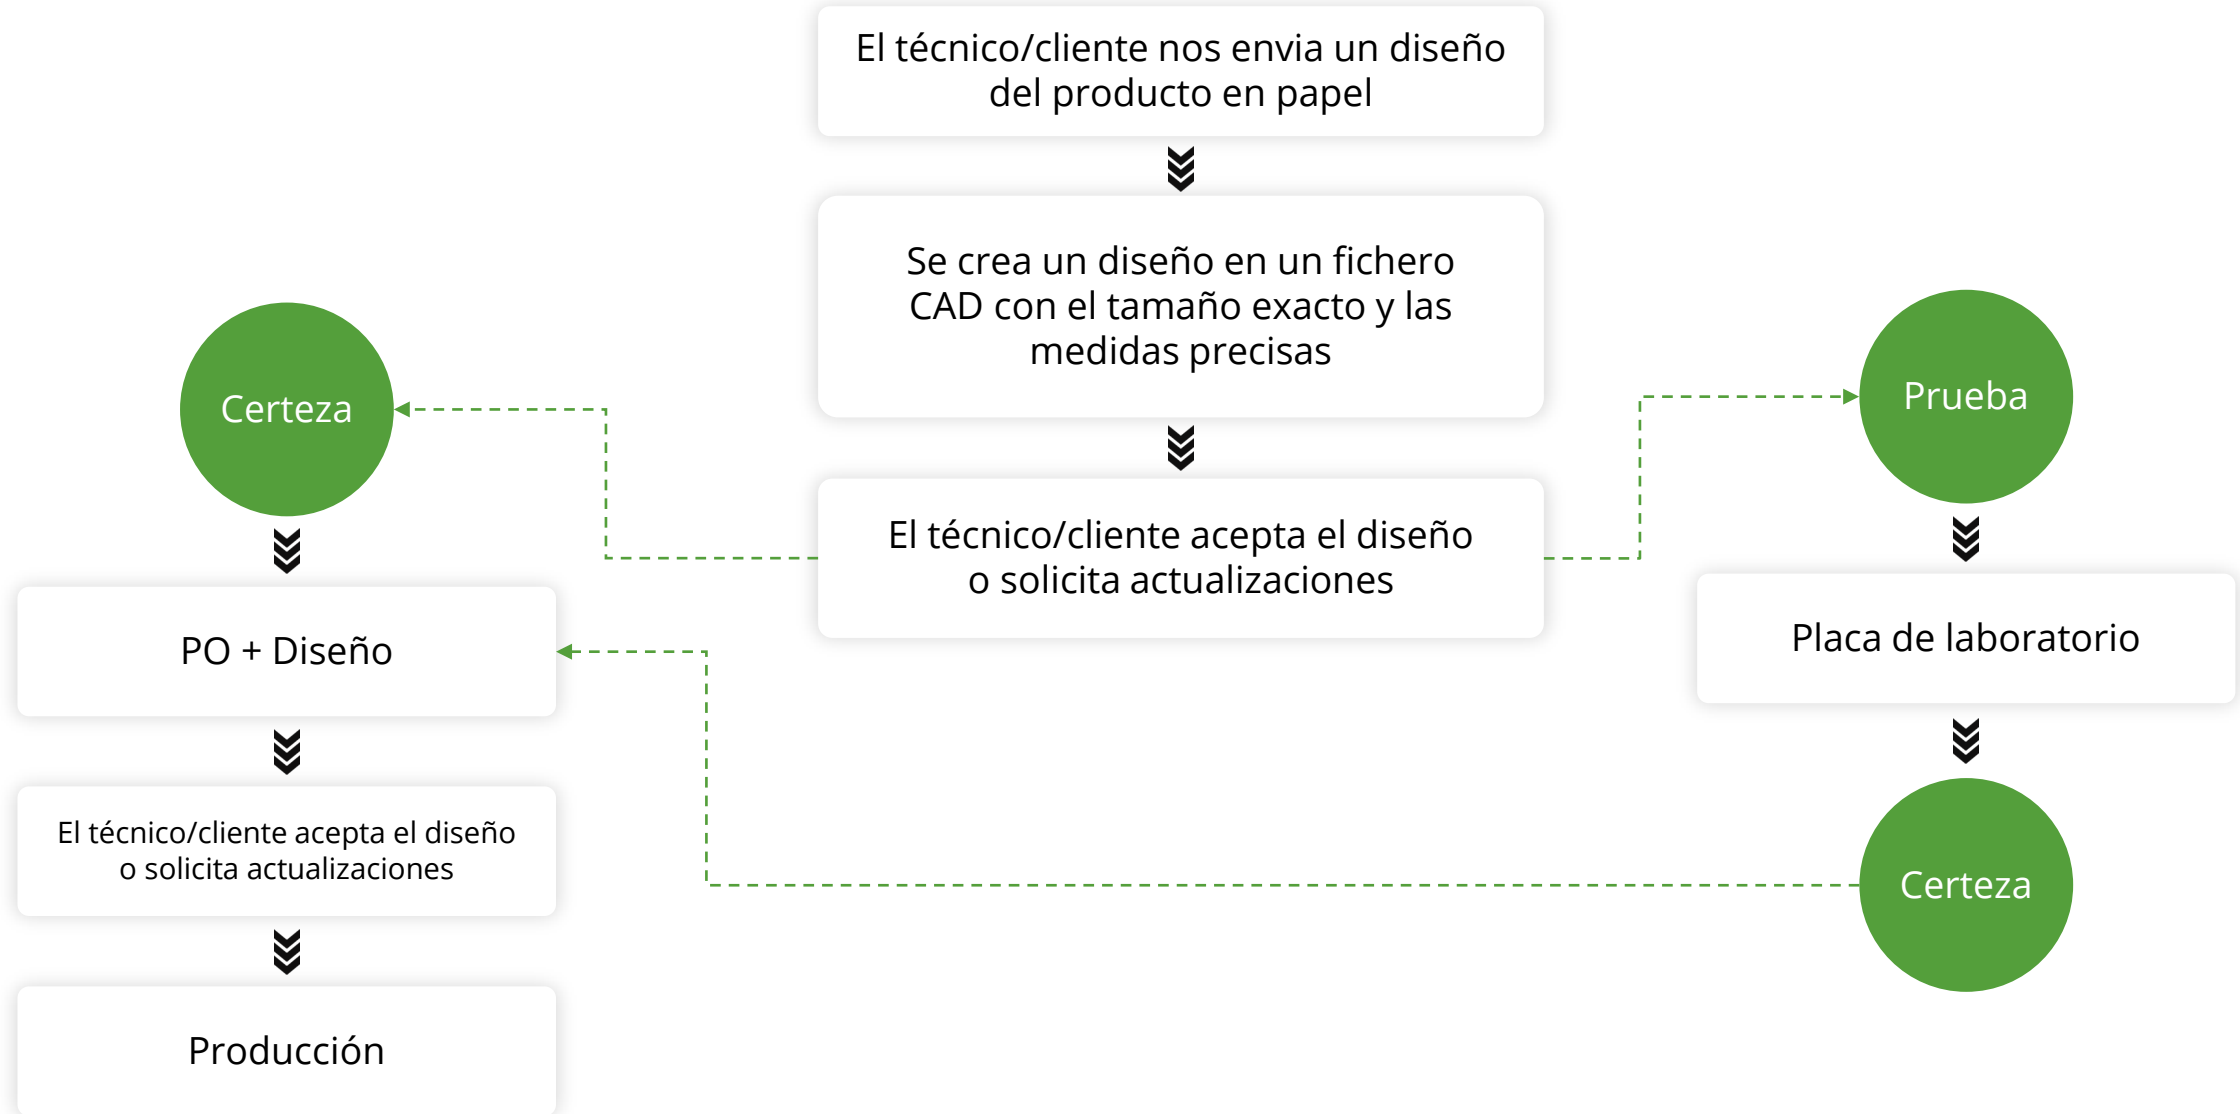 El técnico/cliente nos envia un diseño
del producto en papel
Se crea un diseño en un fichero
CAD con el tamaño exacto y las
medidas precisas
El técnico/cliente acepta el diseño
o solicita actualizaciones
Certeza
PO + Diseño
El técnico/cliente acepta el diseño
o solicita actualizaciones
Producción
Prueba
Placa de laboratorio
Certeza